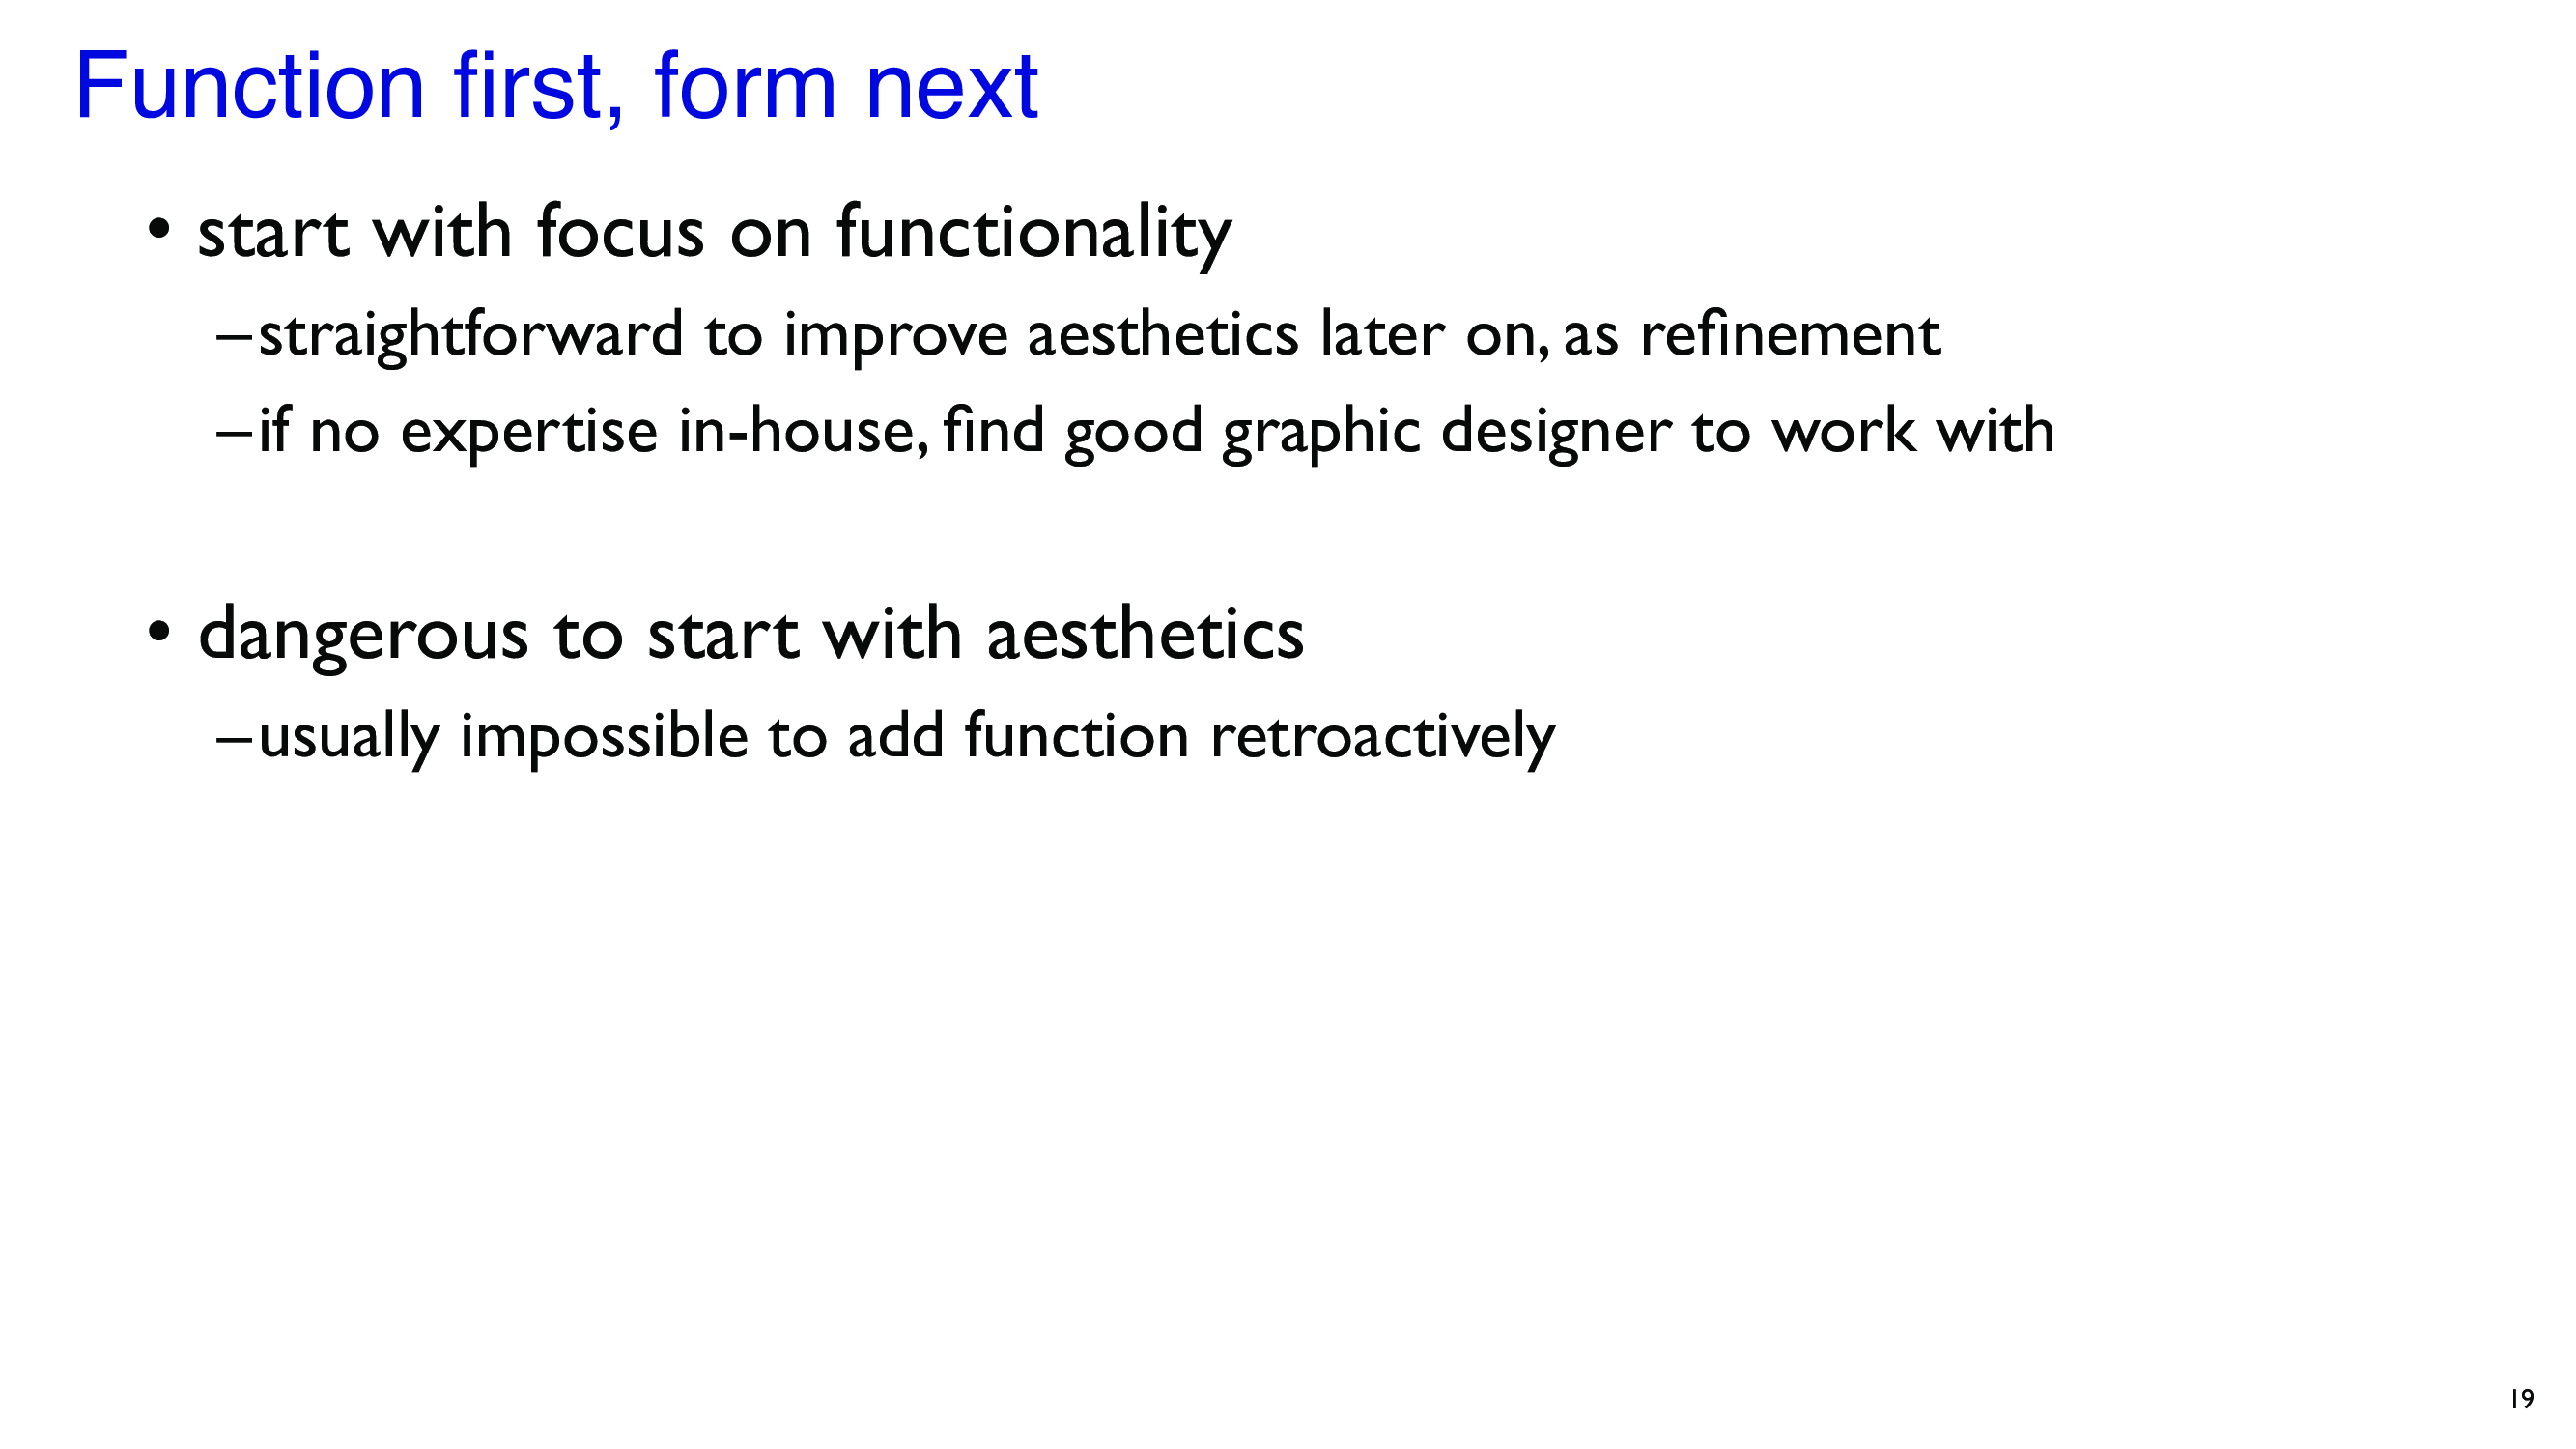 Function first, form next
• start with focus on functionality
–straightforward to improve aesthetics later on, as refinement
–if no expertise in-house, find good graphic designer to work with
• dangerous to start with aesthetics
–usually impossible to add function retroactively
19